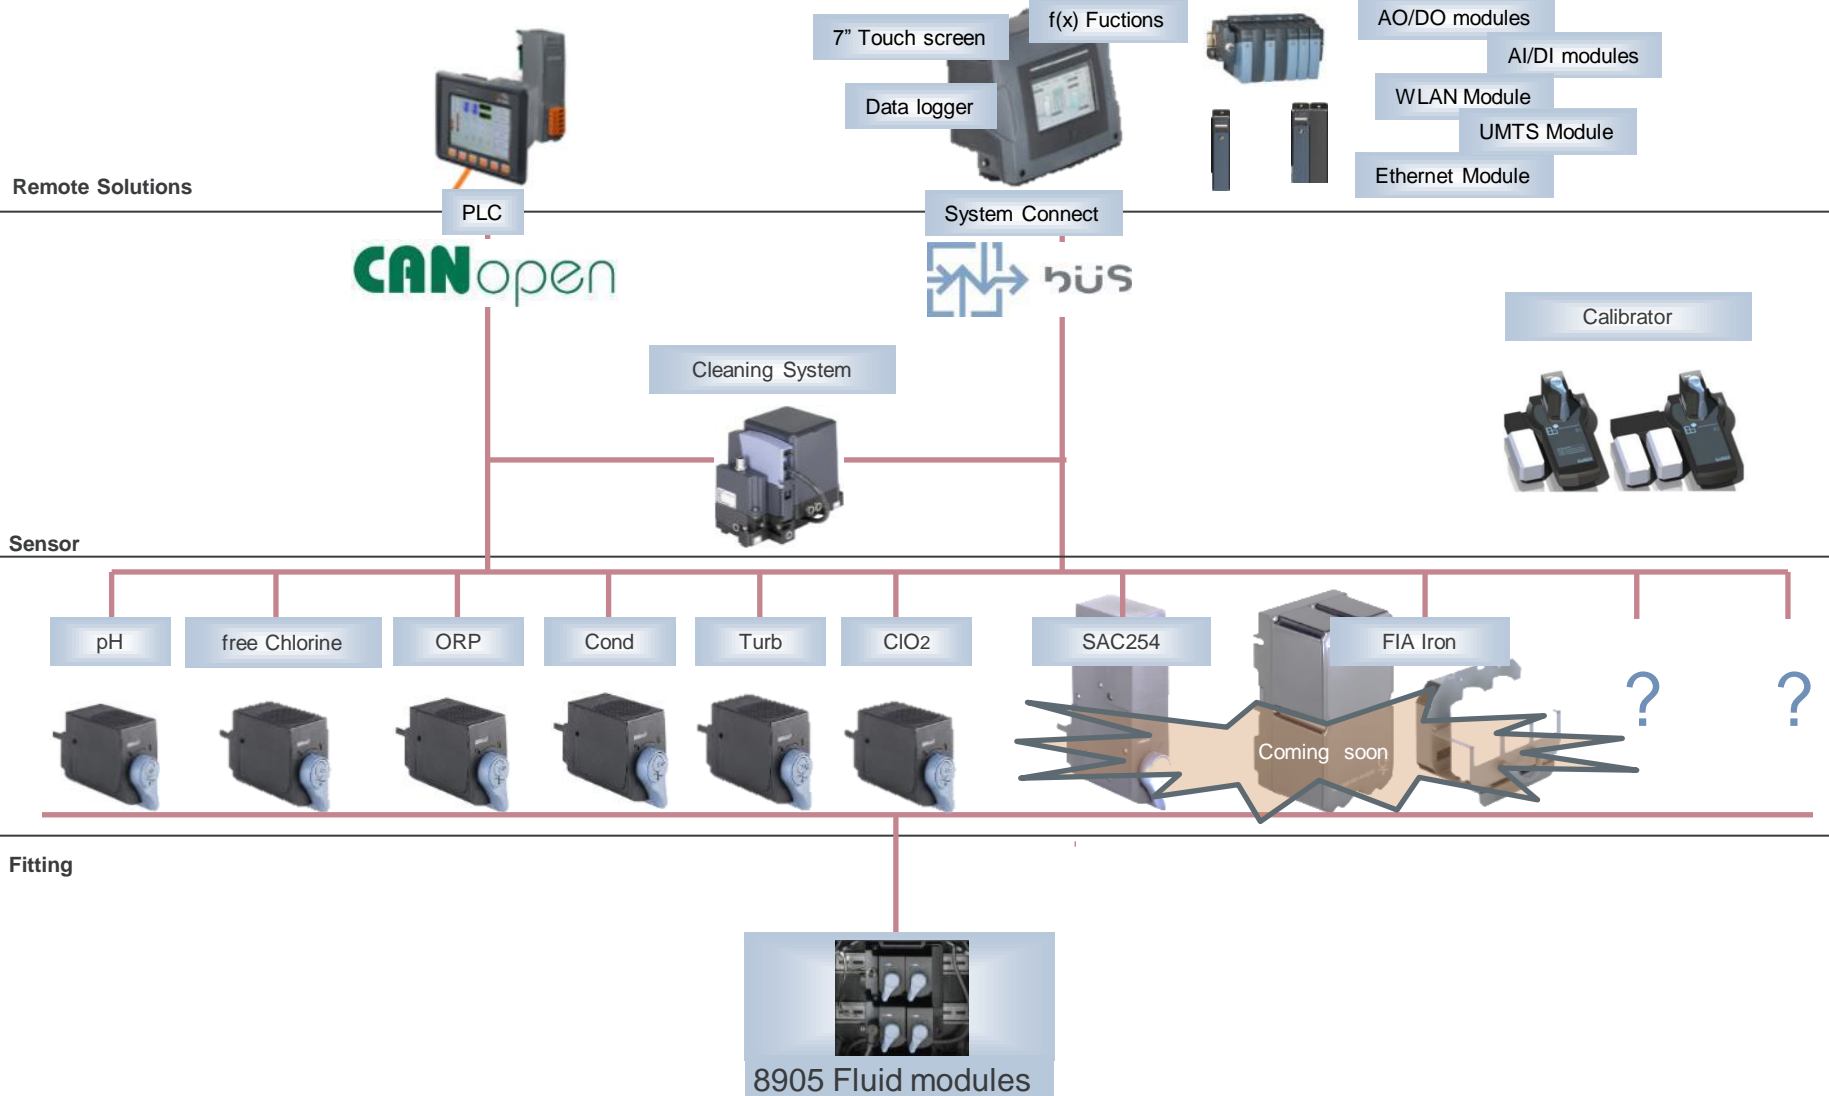 f(x) Fuctions
AO/DO modules
7” Touch screen
AI/DI modules
Data logger
WLAN Module
UMTS Module
Ethernet Module
Remote Solutions
PLC
System Connect
CANopen
büS
Calibrator
Cleaning System
Sensor
pH
free Chlorine
ORP
Cond
Turb
ClO2
SAC254
FIA Iron
?
?
Coming soon
Fitting
8905 Fluid modules